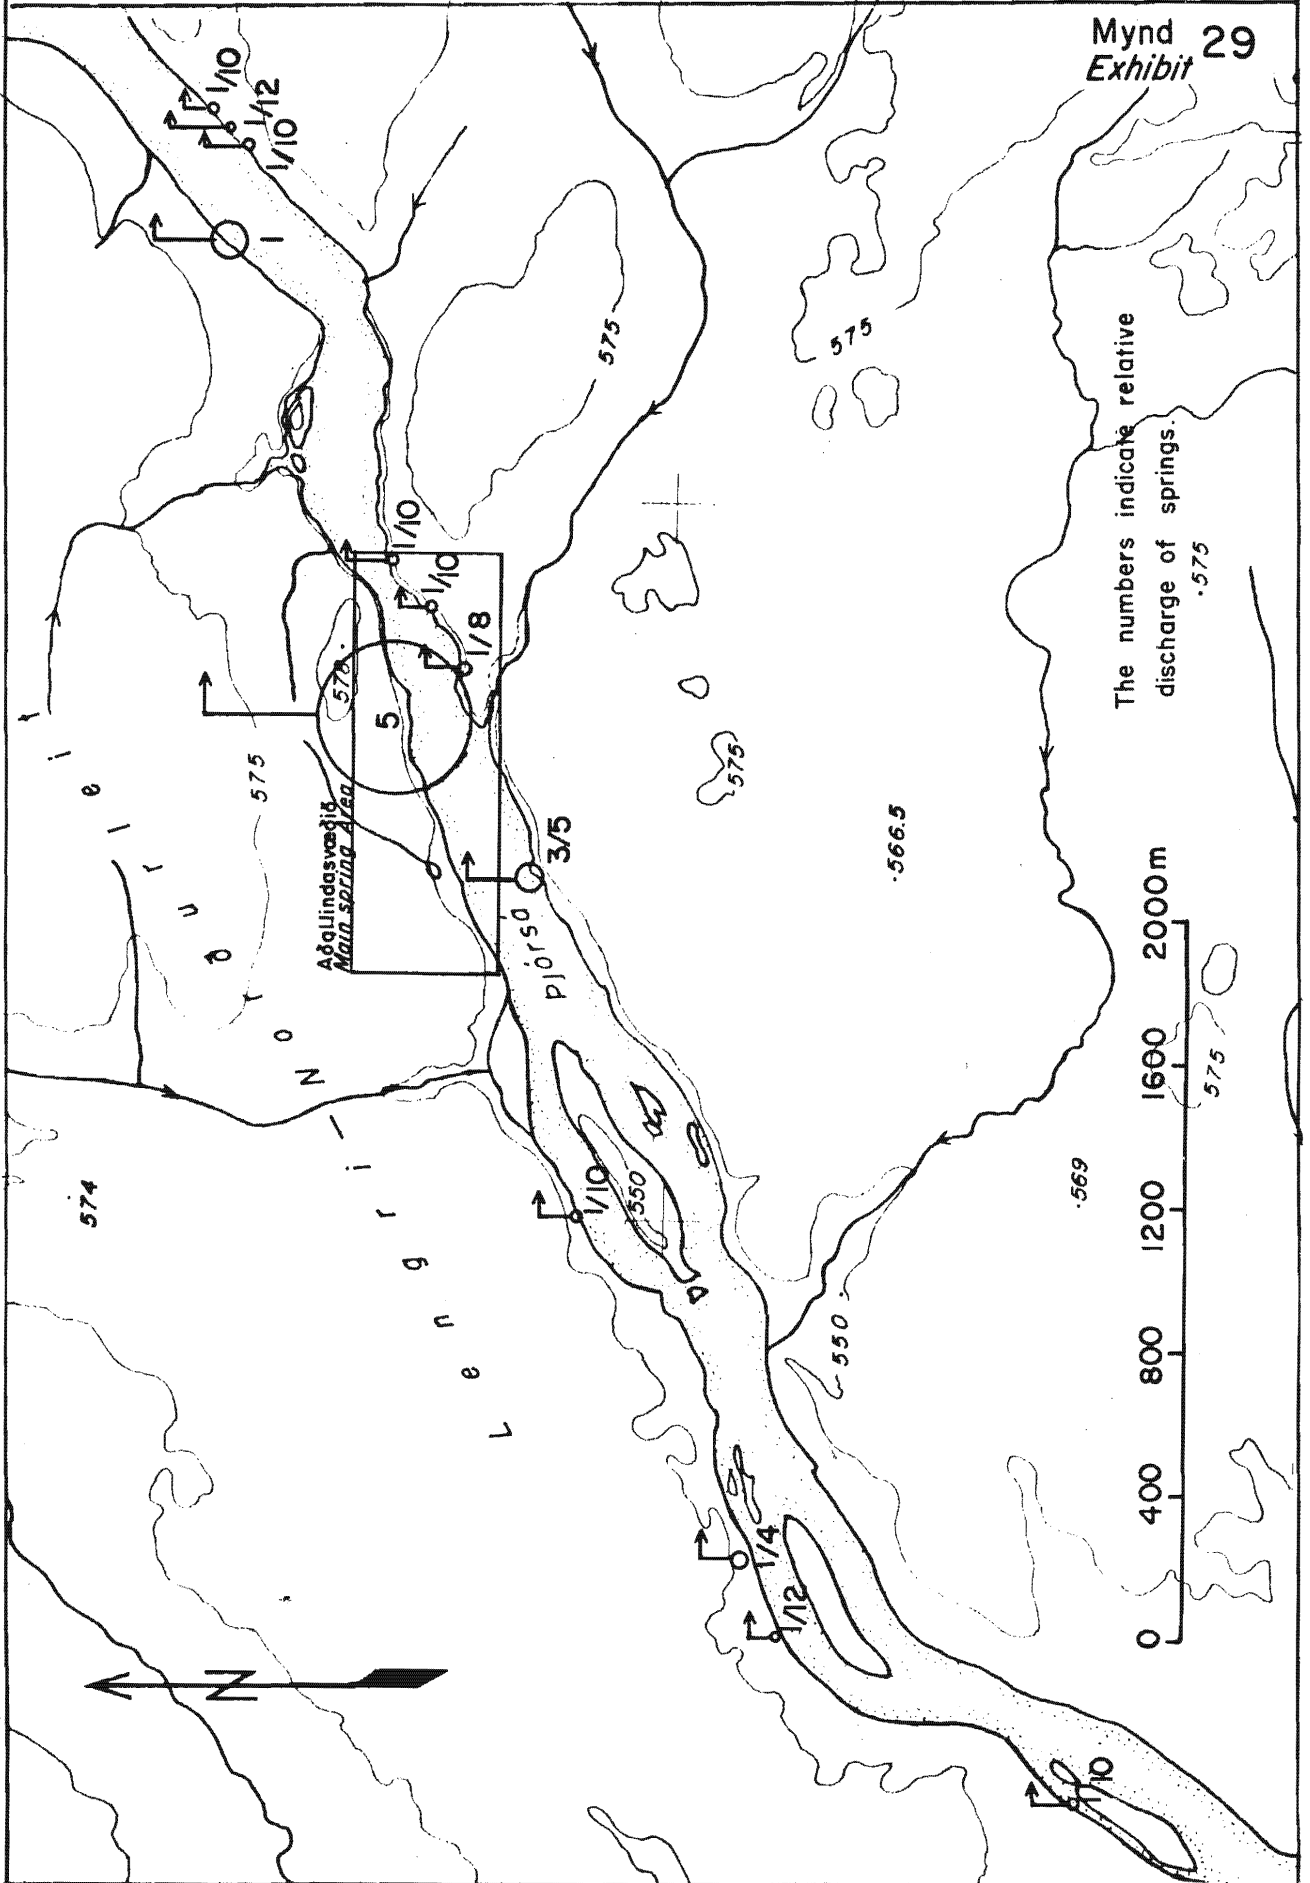 Mynd 29
Exhibit
1/10
1/12
1/10
1
575
575
1/10
1/10
1/8
576.
5
575
Aðallindasvæðið
Main spring Area
3/5
Þjórsá
575
.566.5
Lengri-Norðurleit
574
1/10
550
.569
550.
1/4
1/12
1/10
N
The numbers indicate relative
discharge of springs.
.575
575
0 400 800 1200 1600 2000m